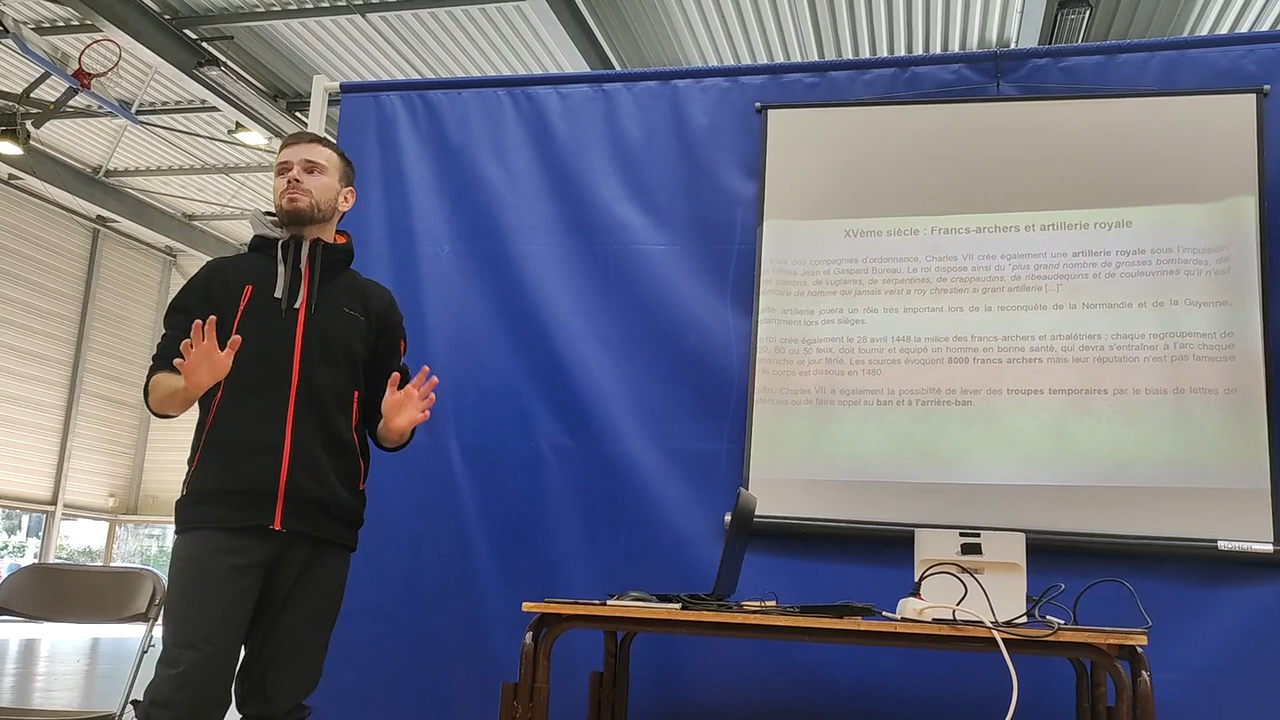 XVème siècle : Francs-archers et artillerie royale
plus des compagnies d'ordonnance, Charles VII crée également une artillerie royale sous l'impulsion
frères Jean et Gaspard Bureau. Le roi dispose ainsi du "plus grand nombre de grosses bombardes, de
canons, de vuglaires, de serpentines, de crappaudins, de ribeaudequins et de couleuvrines qu'il n'est
de homme qui jamais veist a roy chrestien si grant artillerie [...]"
artillerie jouera un rôle très important lors de la reconquête de la Normandie et de la Guyenne,
lors des sièges.
roi crée également le 28 avril 1448 la milice des francs-archers et arbalétriers : chaque regroupement de
80 ou 50 feux, doit fournir et équipé un homme en bonne santé, qui devra s'entraîner à l'arc chaque
et jour férié. Les sources évoquent 8000 francs archers mais leur réputation n'est pas fameuse
le corps est dissous en 1480.
Charles VII a également la possibilité de lever des troupes temporaires par le biais de lettres de
ou de faire appel au ban et à l'arrière-ban.
HÖHER